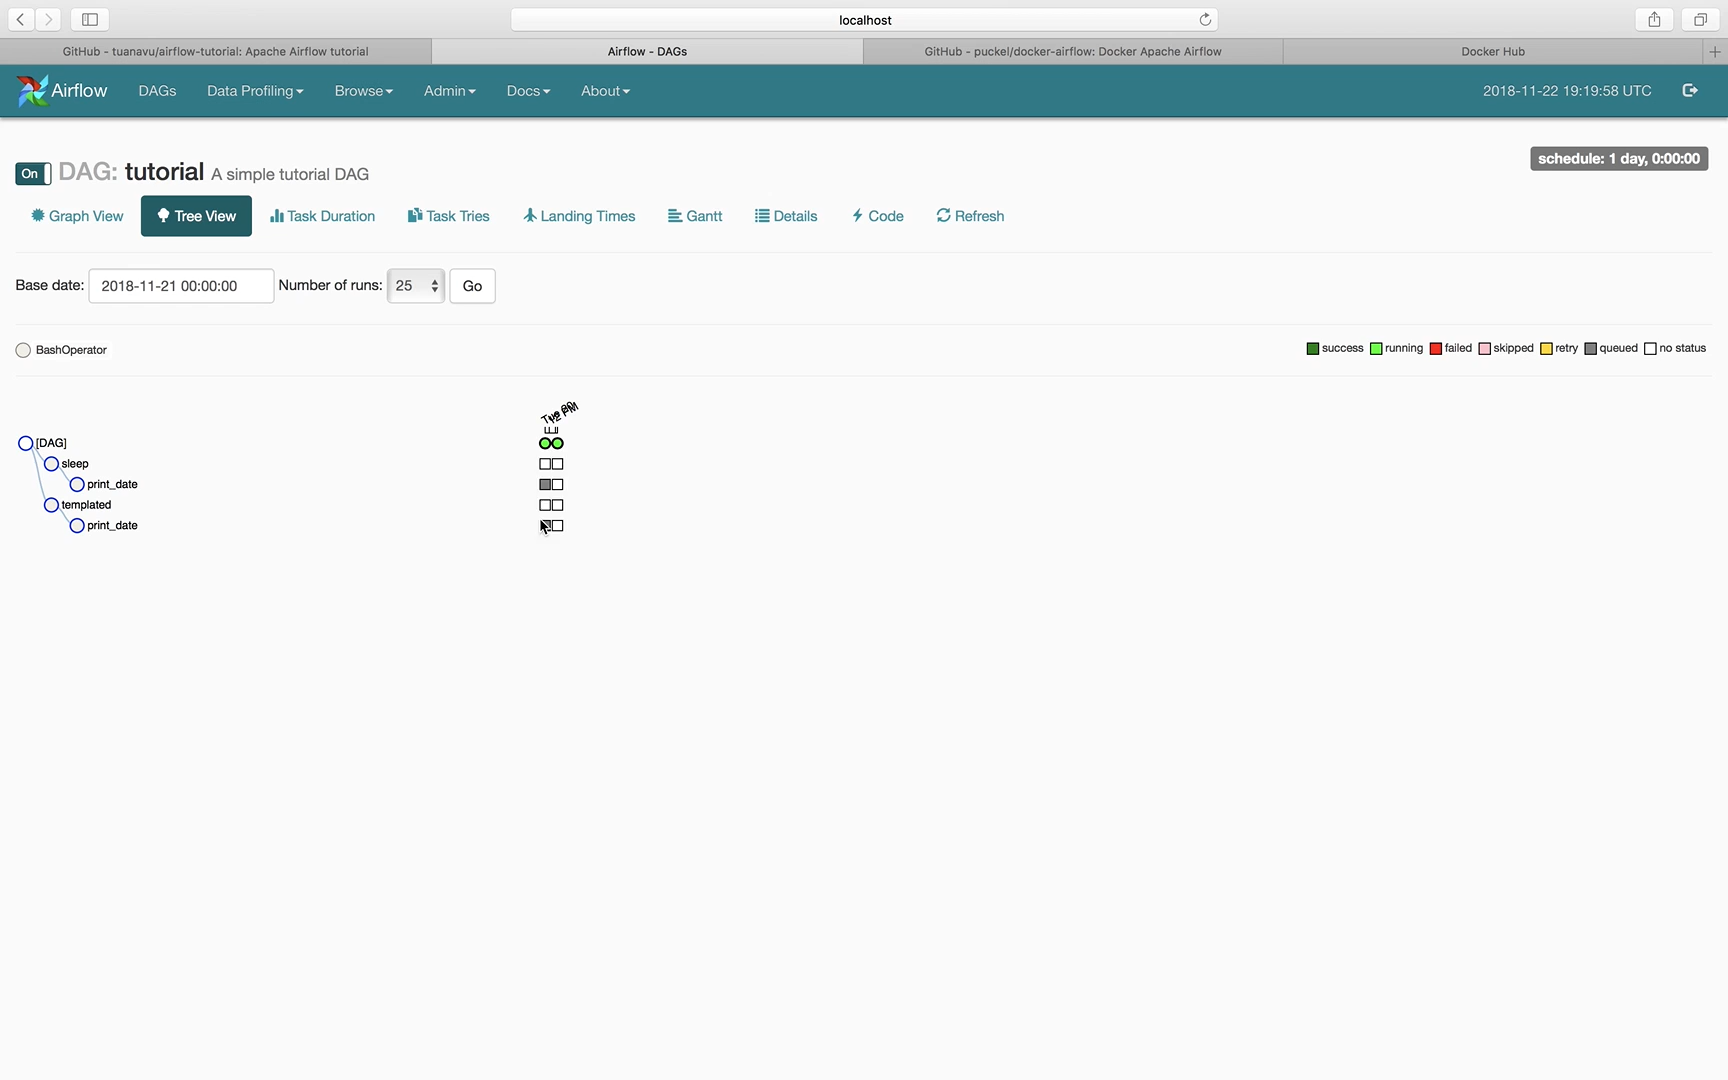 localhost
GitHub - tuanavu/airflow-tutorial: Apache Airflow tutorial
Airflow - DAGs
GitHub - puckel/docker-airflow: Docker Apache Airflow
Docker Hub
Airflow DAGs Data Profiling Browse Admin Docs About 2018-11-22 19:19:58 UTC
On DAG: tutorial A simple tutorial DAG
schedule: 1 day, 0:00:00
Graph View Tree View Task Duration Task Tries Landing Times Gantt Details Code Refresh
Base date: 2018-11-21 00:00:00 Number of runs: 25 Go
BashOperator
success running failed skipped retry queued no status
[DAG]
sleep
print_date
templated
print_date